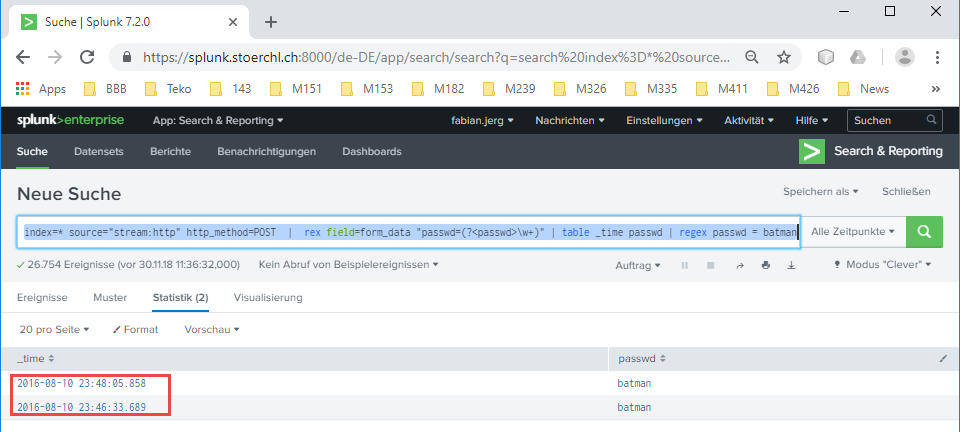 Suche | Splunk 7.2.0
https://splunk.stoerchl.ch:8000/de-DE/app/search/search?q=search%20index%3D*%20source...
Apps BBB Teko 143 M151 M153 M182 M239 M326 M335 M411 M426 News »
splunk>enterprise App: Search & Reporting fabian.jerg Nachrichten Einstellungen Aktivität Hilfe Suchen
Suche Datensets Berichte Benachrichtigungen Dashboards > Search & Reporting
Neue Suche Speichern als Schließen
index=* source="stream:http" http_method=POST | rex field=form_data "passwd=(?<passwd>\w+)" | table _time passwd | regex passwd = batman Alle Zeitpunkte
✓ 26.754 Ereignisse (vor 30.11.18 11:36:32,000) Kein Abruf von Beispielereignissen Auftrag Modus "Clever"
Ereignisse Muster Statistik (2) Visualisierung
20 pro Seite Format Vorschau
_time passwd
2016-08-10 23:48:05.858 batman
2016-08-10 23:46:33.689 batman